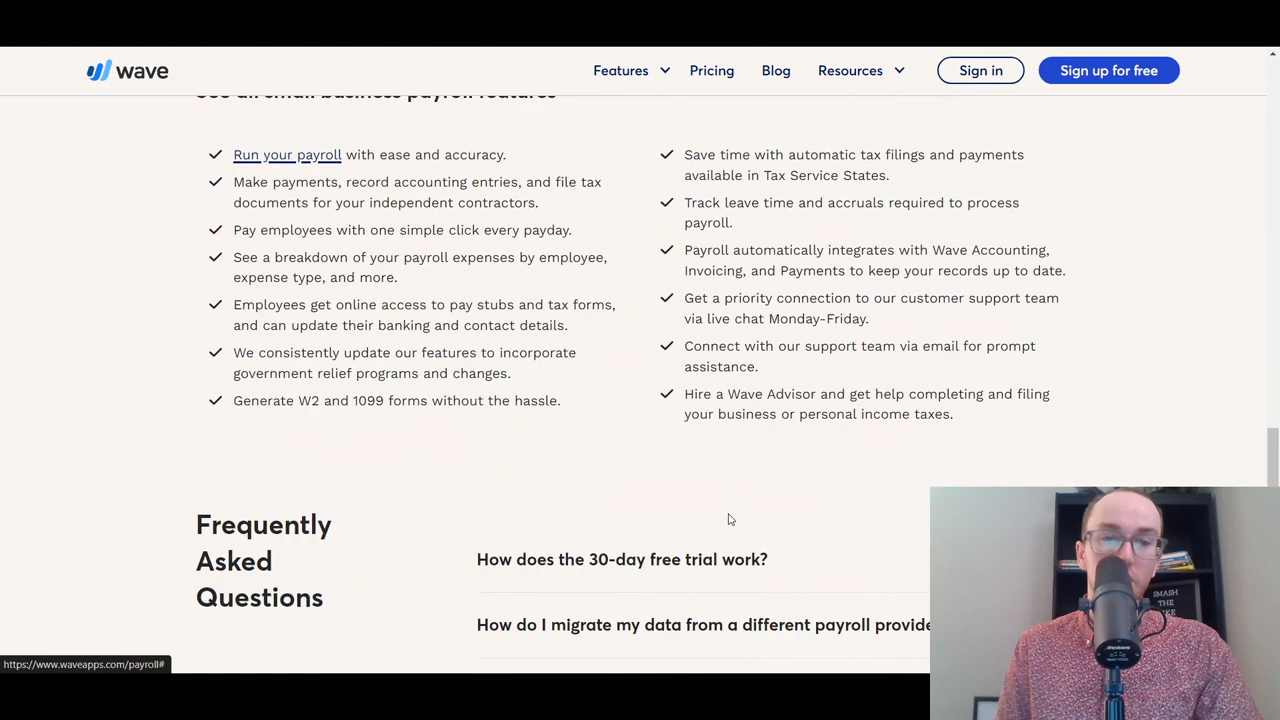 wave
Features
Pricing
Blog
Resources
Sign in
Sign up for free
See all small business payroll features
Run your payroll with ease and accuracy.
Make payments, record accounting entries, and file tax
documents for your independent contractors.
Pay employees with one simple click every payday.
See a breakdown of your payroll expenses by employee,
expense type, and more.
Employees get online access to pay stubs and tax forms,
and can update their banking and contact details.
We consistently update our features to incorporate
government relief programs and changes.
Generate W2 and 1099 forms without the hassle.
Save time with automatic tax filings and payments
available in Tax Service States.
Track leave time and accruals required to process
payroll.
Payroll automatically integrates with Wave Accounting,
Invoicing, and Payments to keep your records up to date.
Get a priority connection to our customer support team
via live chat Monday-Friday.
Connect with our support team via email for prompt
assistance.
Hire a Wave Advisor and get help completing and filing
your business or personal income taxes.
Frequently
Asked
Questions
How does the 30-day free trial work?
How do I migrate my data from a different payroll provide
https://www.waveapps.com/payroll#
SMASH
THE
SHURE